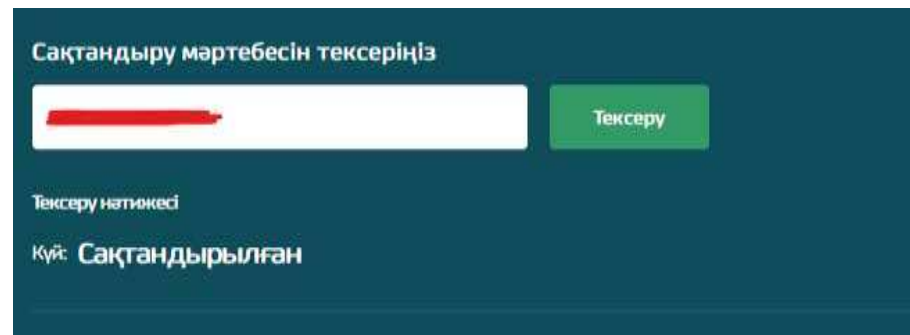 Сақтандыру мәртебесін тексеріңіз
Тексеру
Тексеру нәтижесі
Күй: Сақтандырылған